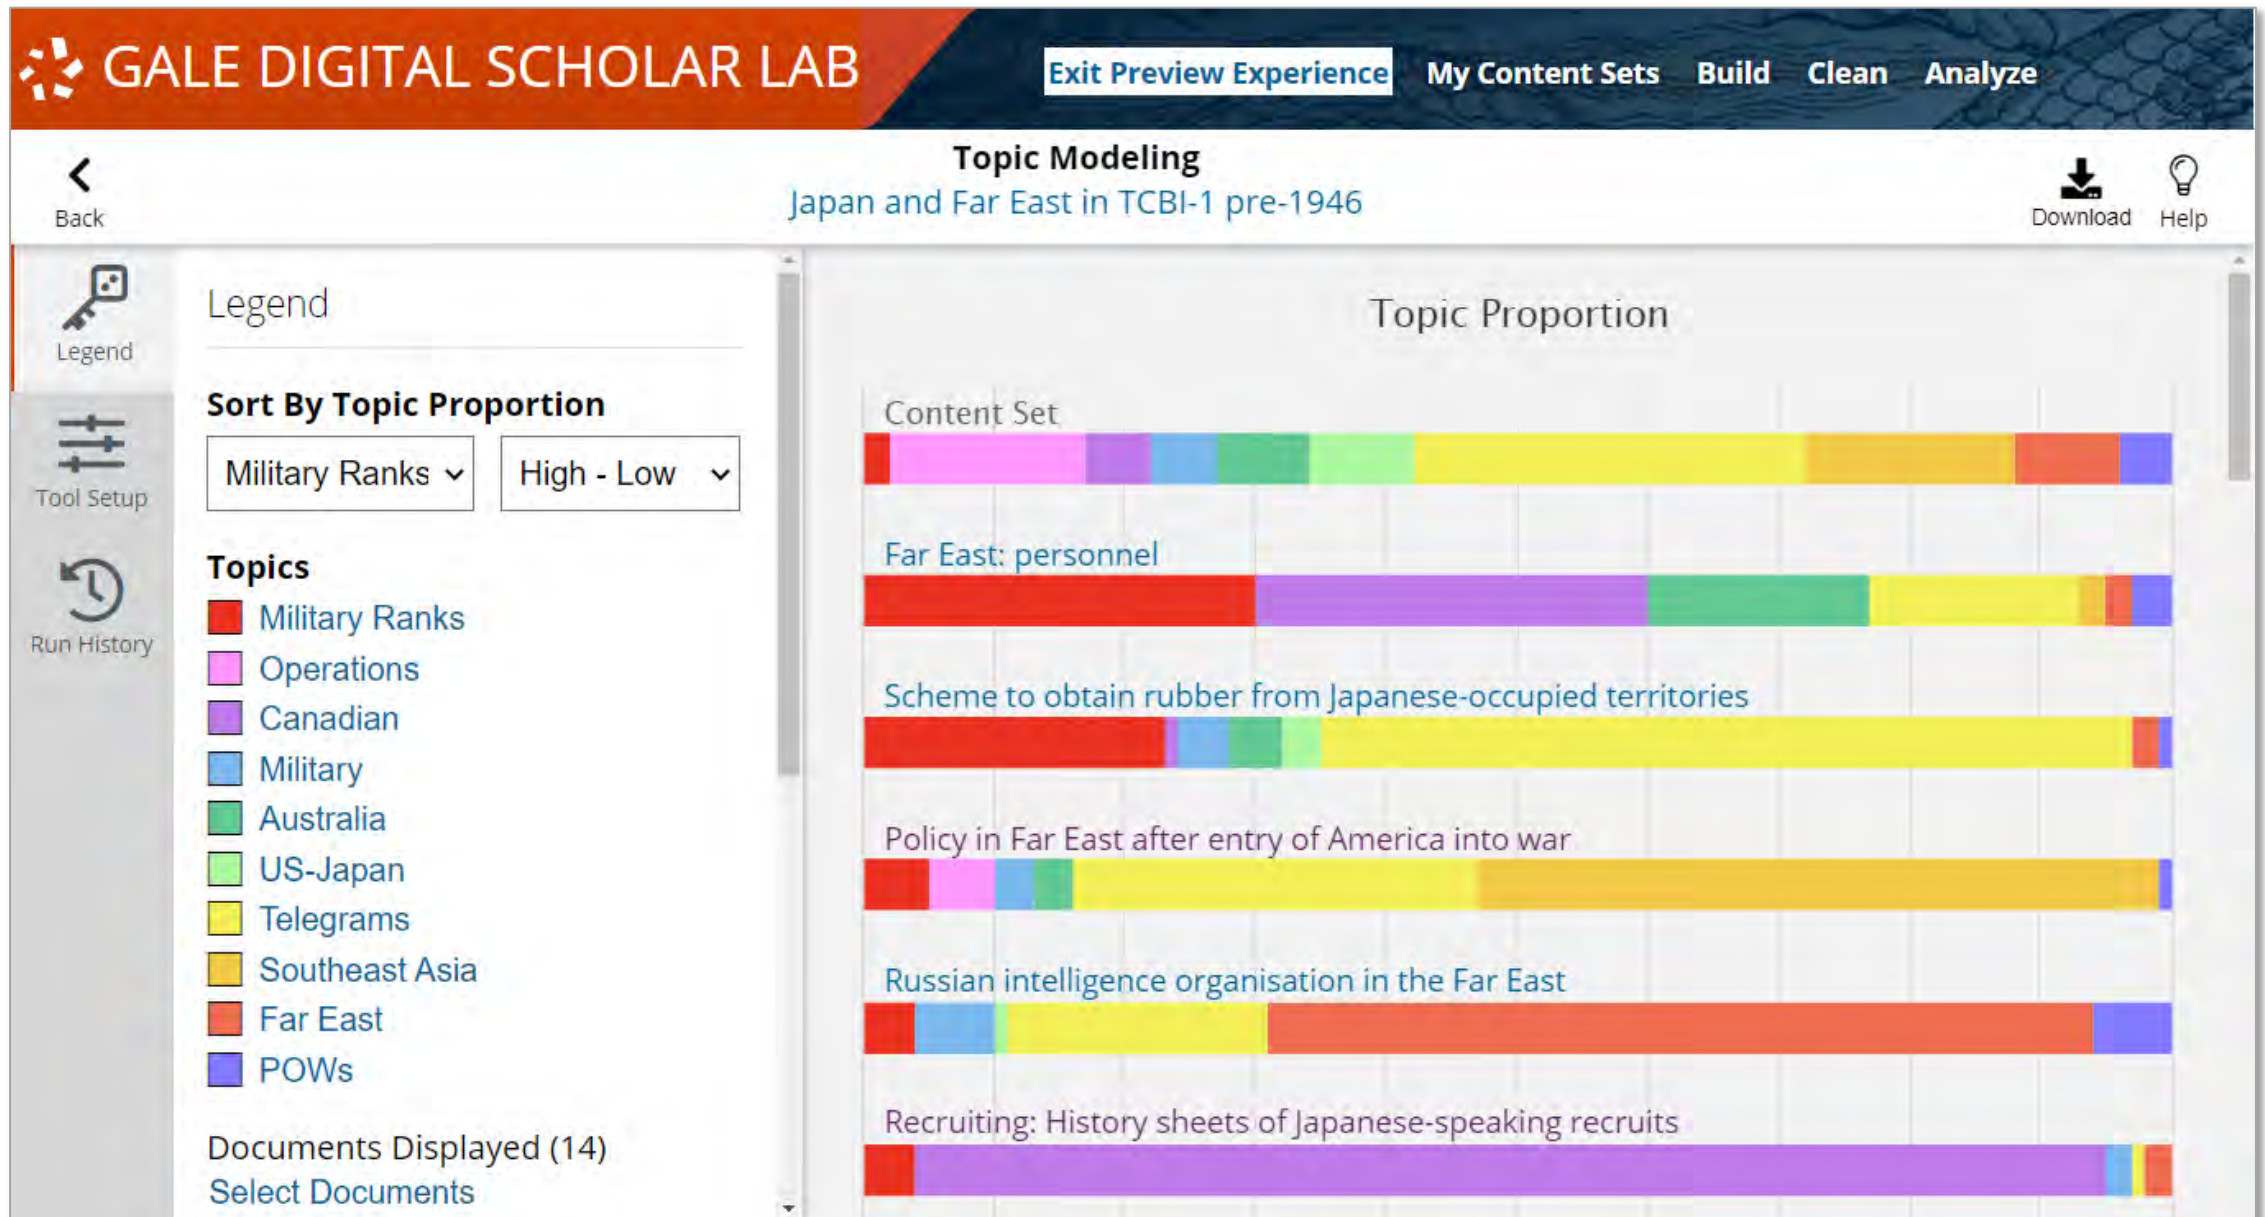 GALE DIGITAL SCHOLAR LAB
Exit Preview Experience My Content Sets Build Clean Analyze
Back
Topic Modeling
Japan and Far East in TCBI-1 pre-1946
Download Help
Legend
Tool Setup
Run History
Legend
Sort By Topic Proportion
Military Ranks High - Low
Topics
Military Ranks
Operations
Canadian
Military
Australia
US-Japan
Telegrams
Southeast Asia
Far East
POWs
Documents Displayed (14)
Select Documents
Topic Proportion
Content Set
Far East: personnel
Scheme to obtain rubber from Japanese-occupied territories
Policy in Far East after entry of America into war
Russian intelligence organisation in the Far East
Recruiting: History sheets of Japanese-speaking recruits